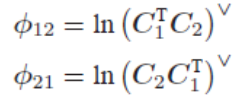 ϕ₁₂ = ln (C₁ᵀC₂)^∨
ϕ₂₁ = ln (C₂C₁ᵀ)^∨